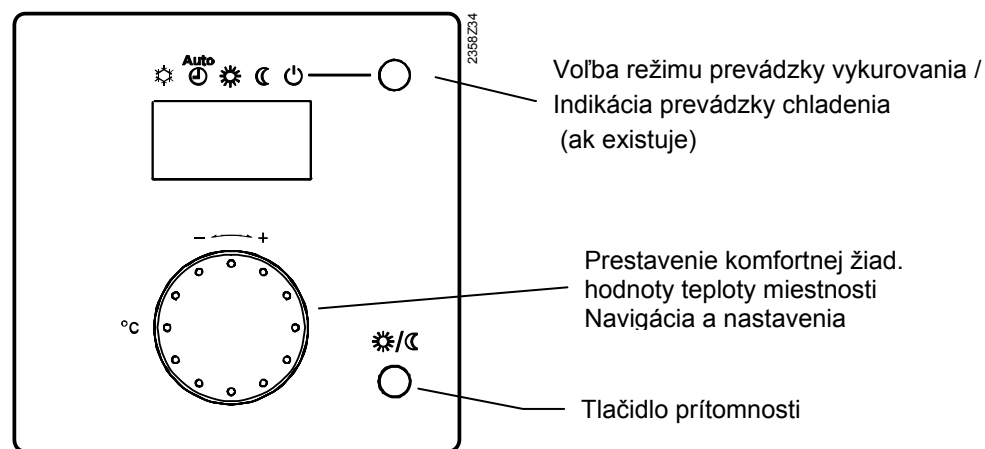 2358Z34
Auto
Voľba režimu prevádzky vykurovania /
Indikácia prevádzky chladenia
(ak existuje)
− +
Prestavenie komfortnej žiad.
hodnoty teploty miestnosti
Navigácia a nastavenia
°C
/
Tlačidlo prítomnosti